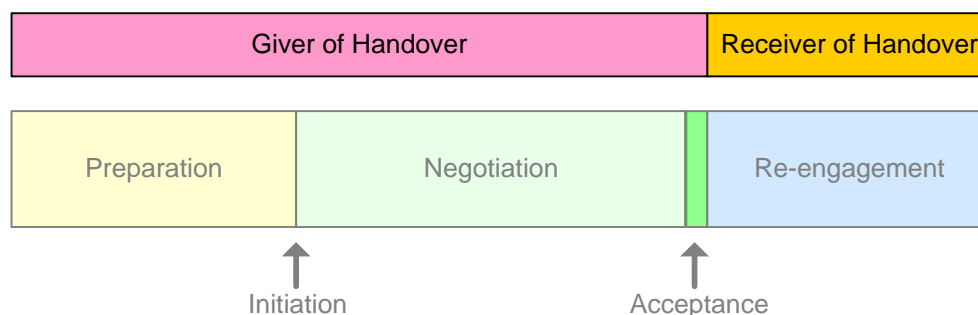 Giver of Handover
Receiver of Handover
Preparation
Negotiation
Re-engagement
Initiation
Acceptance